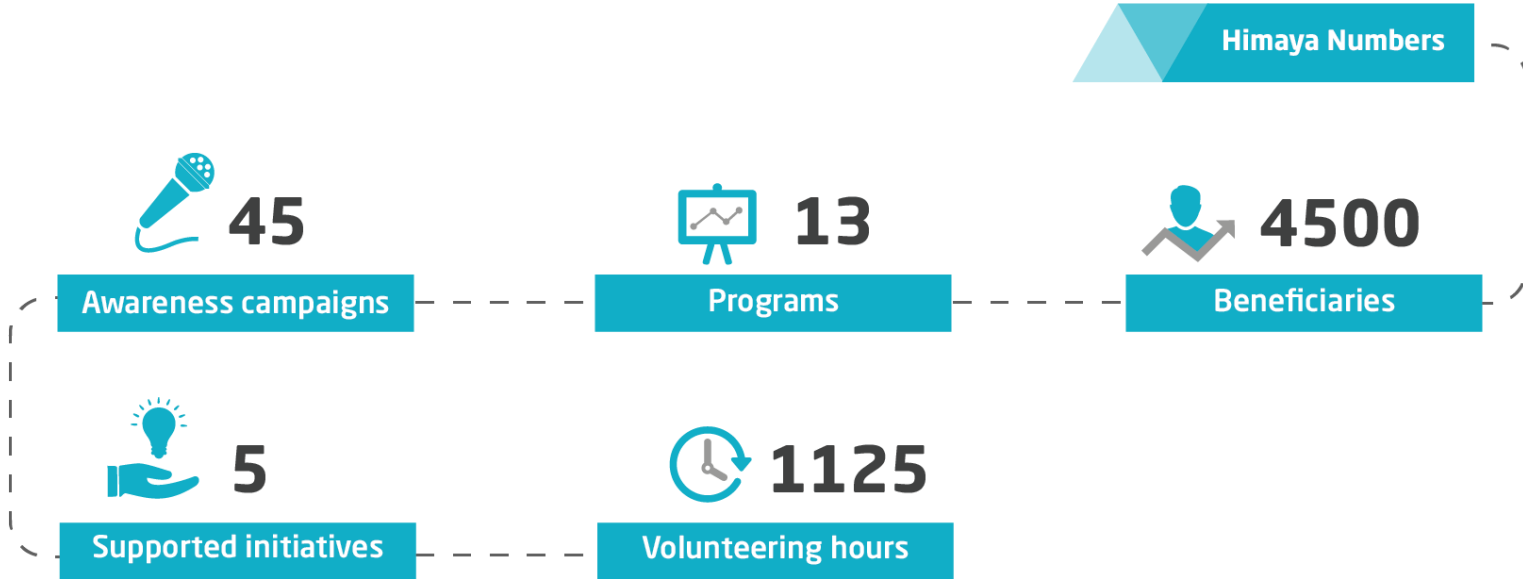 Himaya Numbers
45
Awareness campaigns
13
Programs
4500
Beneficiaries
5
Supported initiatives
1125
Volunteering hours